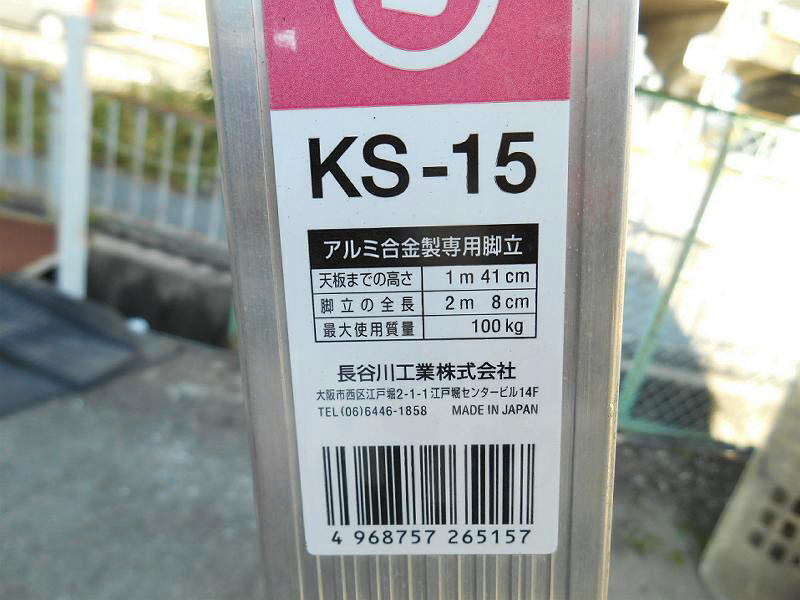 KS-15
アルミ合金製専用脚立
天板までの高さ 1m 41cm
脚立の全長 2m 8cm
最大使用質量 100kg
長谷川工業株式会社
大阪市西区江戸堀2-1-1江戸堀センタービル14F
TEL(06)6446-1858 MADE IN JAPAN
4 968757 265157